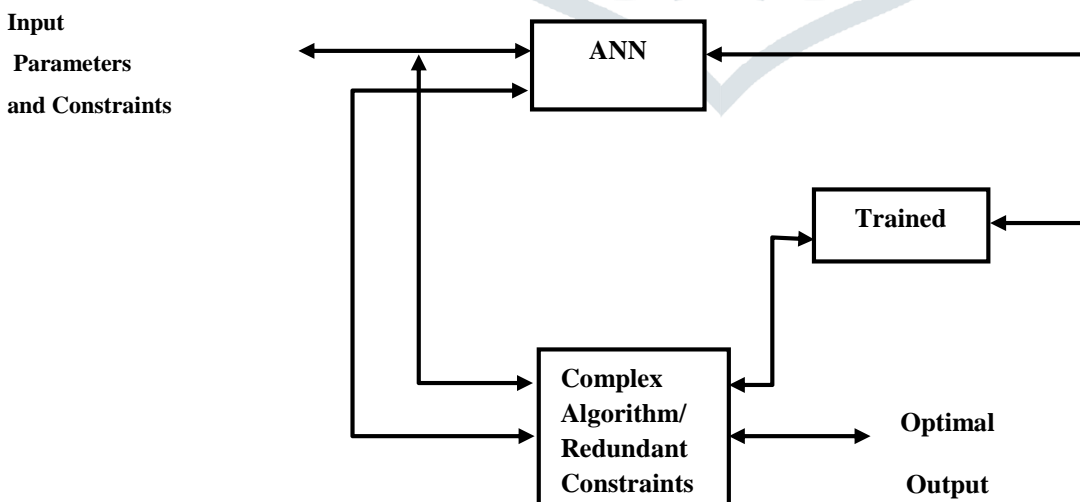 Input
Parameters
and Constraints
ANN
Trained
Complex
Algorithm/
Redundant
Constraints
Optimal
Output